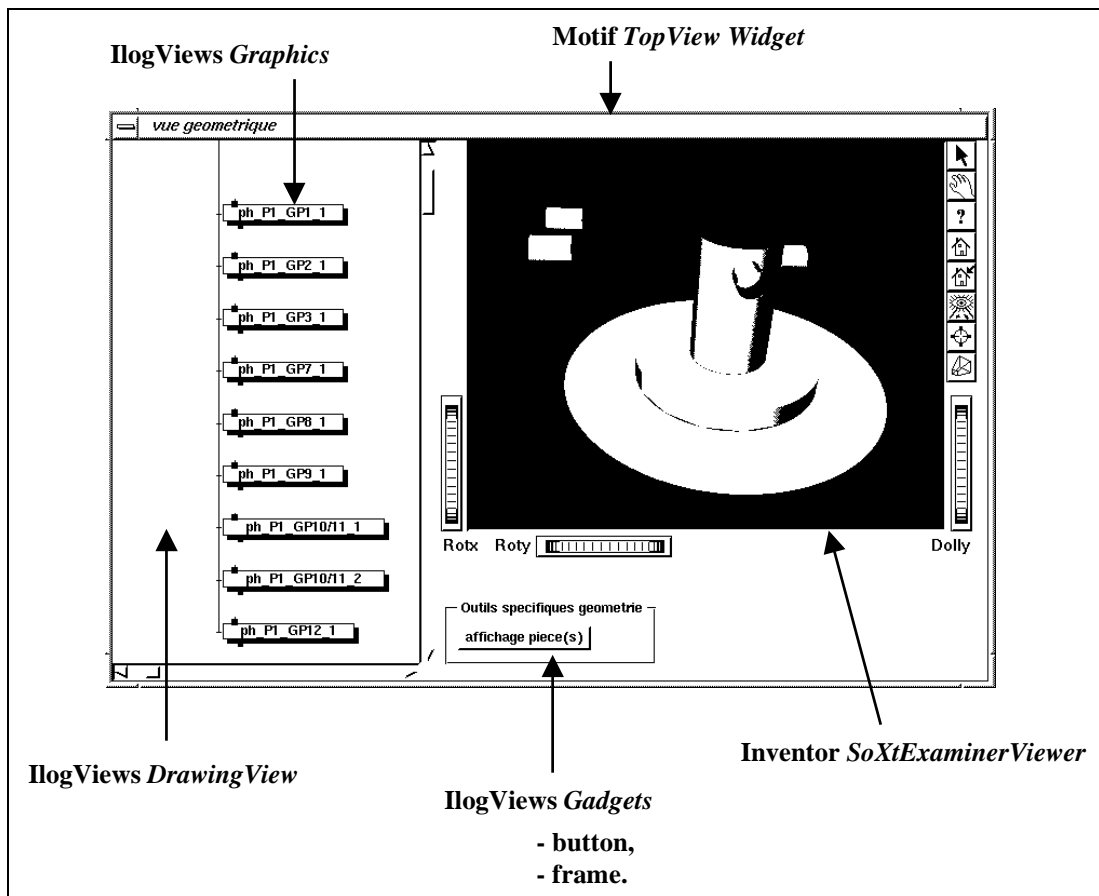 Motif TopView Widget
IlogViews Graphics
vue geometrique
ph_P1_GP1_1
ph_P1_GP2_1
ph_P1_GP3_1
ph_P1_GP7_1
ph_P1_GP8_1
ph_P1_GP9_1
ph_P1_GP10/11_1
ph_P1_GP10/11_2
ph_P1_GP12_1
?
Rotx Roty
Dolly
Outils specifiques geometrie
affichage piece(s)
Inventor SoXtExaminerViewer
IlogViews DrawingView
IlogViews Gadgets
- button,
- frame.